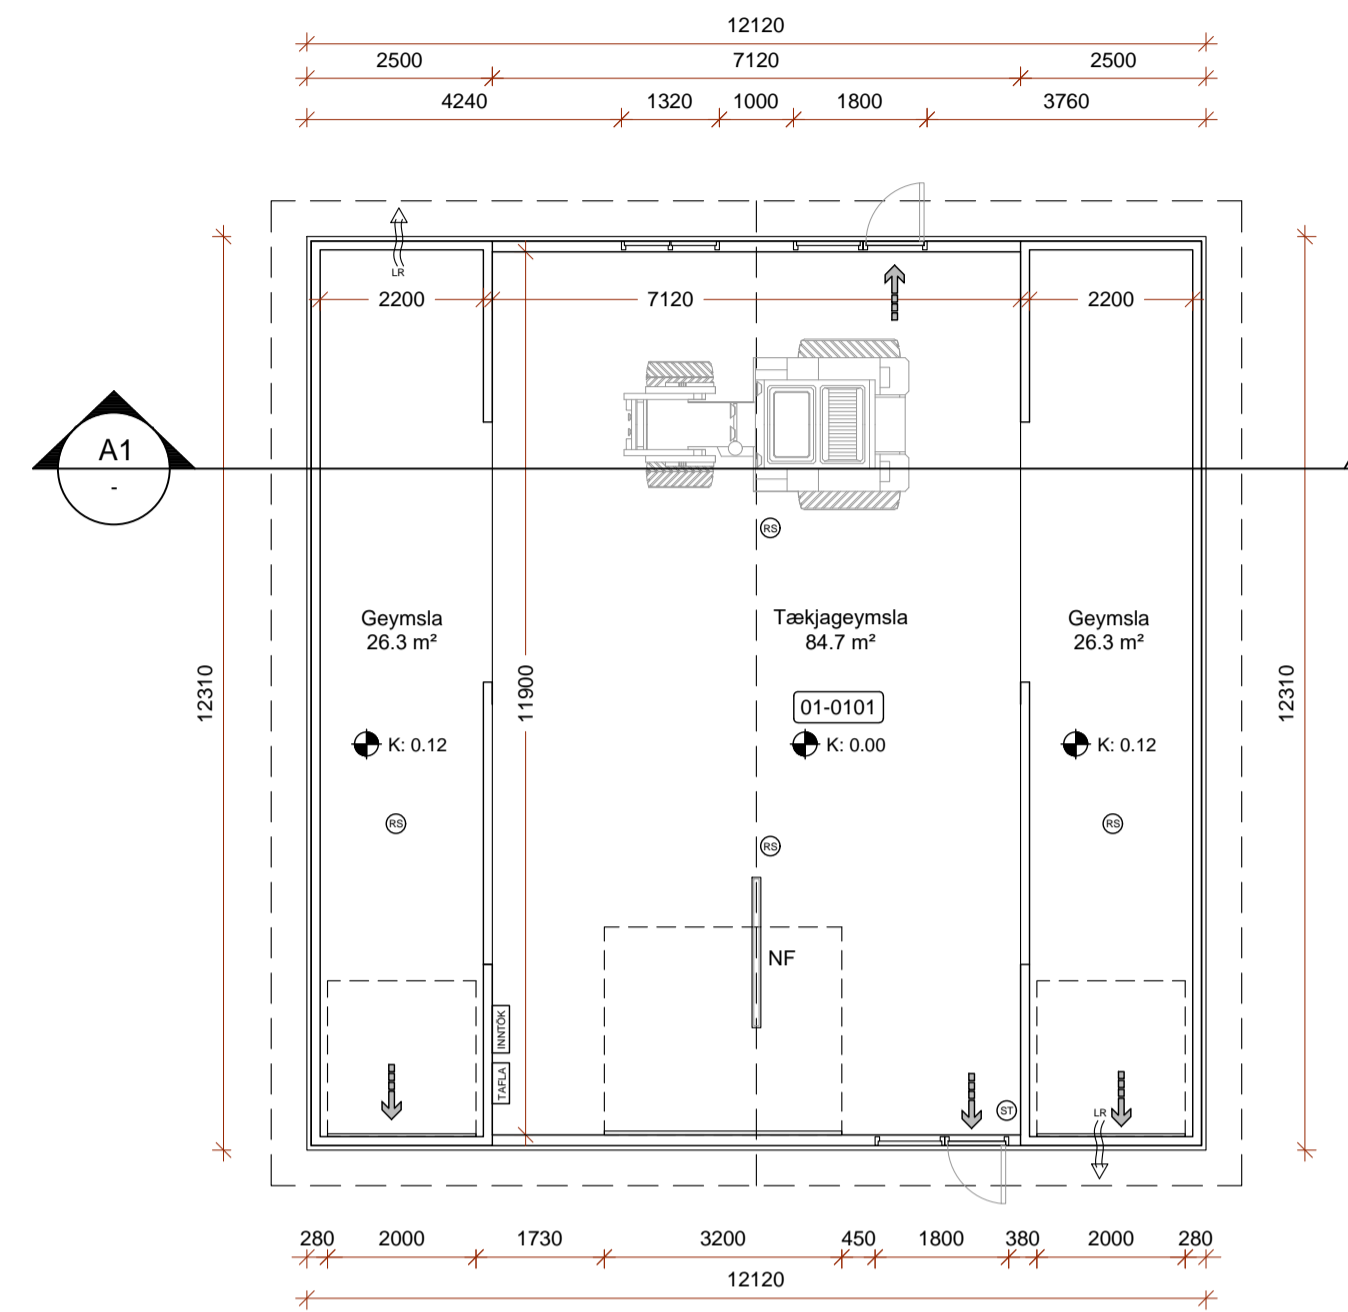 12120
2500 7120 2500
4240 1320 1000 1800 3760
LR
2200 7120 2200
A1
-
RS
Geymsla
26.3 m²
Tækjageymsla
84.7 m²
Geymsla
26.3 m²
12310
11900
12310
01-0101
K: 0.12
K: 0.00
K: 0.12
RS
RS
RS
NF
INNTÖK
TAFLA
ST
LR
280 2000 1730 3200 450 1800 380 2000 280
12120